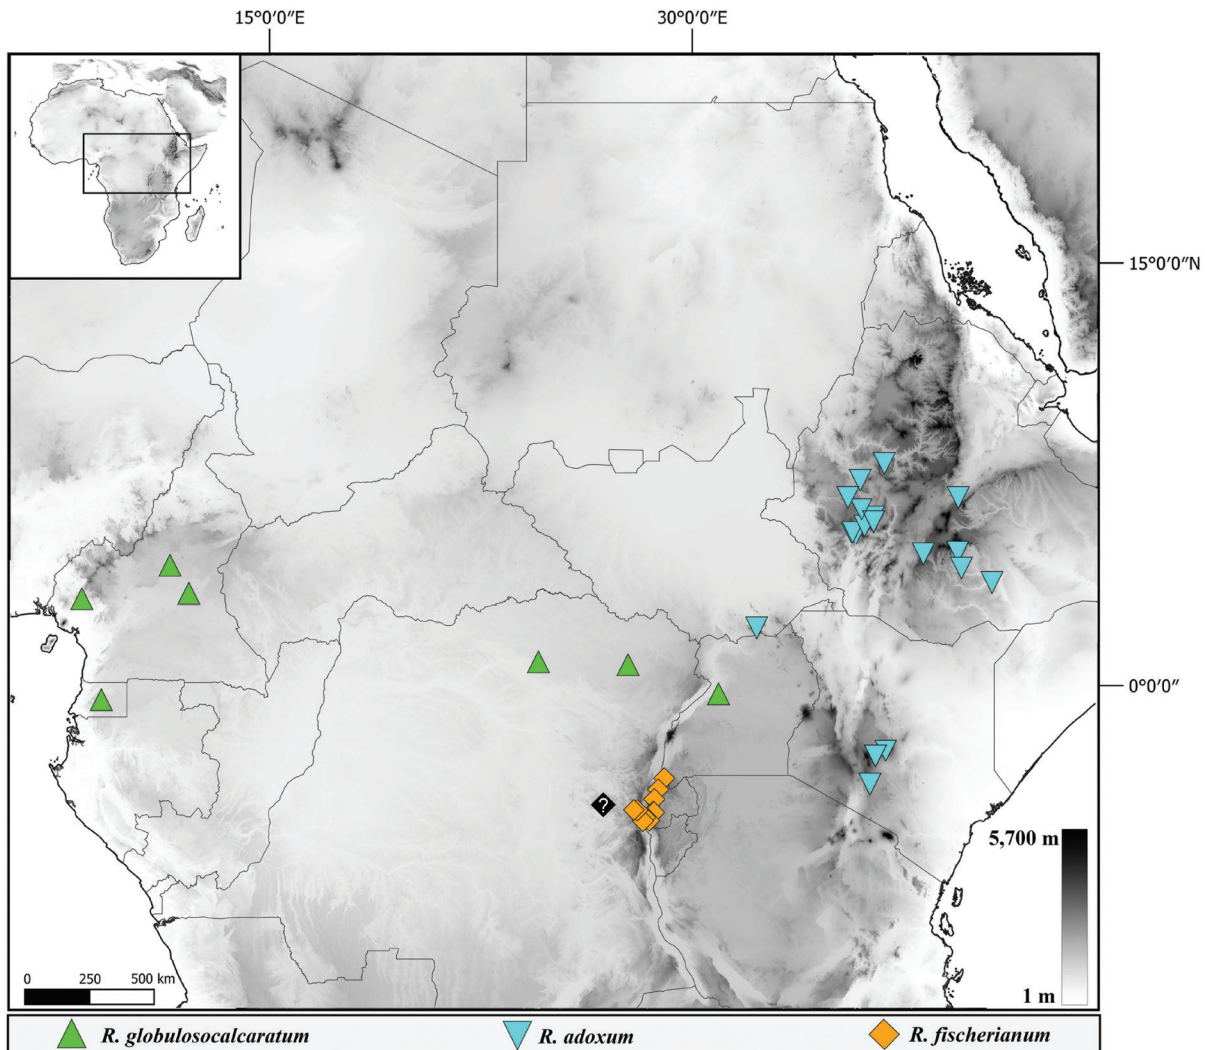 15°0′0″E 30°0′0″E
15°0′0″N
0°0′0″
?
5,700 m
1 m
0 250 500 km
R. globulosocalcaratum R. adoxum R. fischerianum